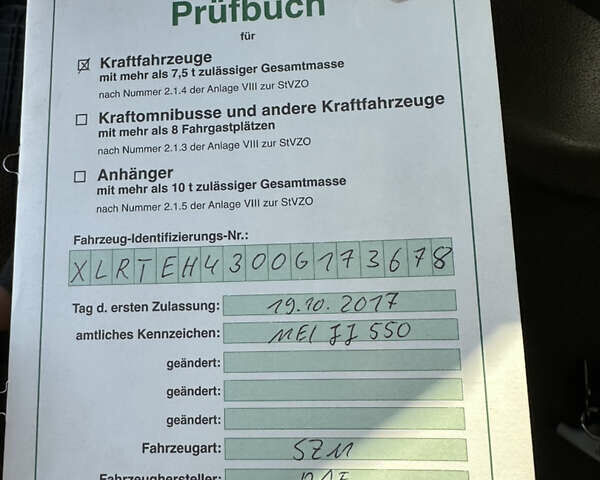 Prüfbuch
für
☒ Kraftfahrzeuge
mit mehr als 7,5 t zulässiger Gesamtmasse
nach Nummer 2.1.4 der Anlage VIII zur StVZO
☐ Kraftomnibusse und andere Kraftfahrzeuge
mit mehr als 8 Fahrgastplätzen
nach Nummer 2.1.3 der Anlage VIII zur StVZO
☐ Anhänger
mit mehr als 10 t zulässiger Gesamtmasse
nach Nummer 2.1.5 der Anlage VIII zur StVZO
Fahrzeug-Identifizierungs-Nr.:
XLRTEH4300G173678
Tag d. ersten Zulassung: 19.10.2017
amtliches Kennzeichen: MEI JJ 550
geändert:
geändert:
geändert:
Fahrzeugart: SZM
Fahrzeughersteller: